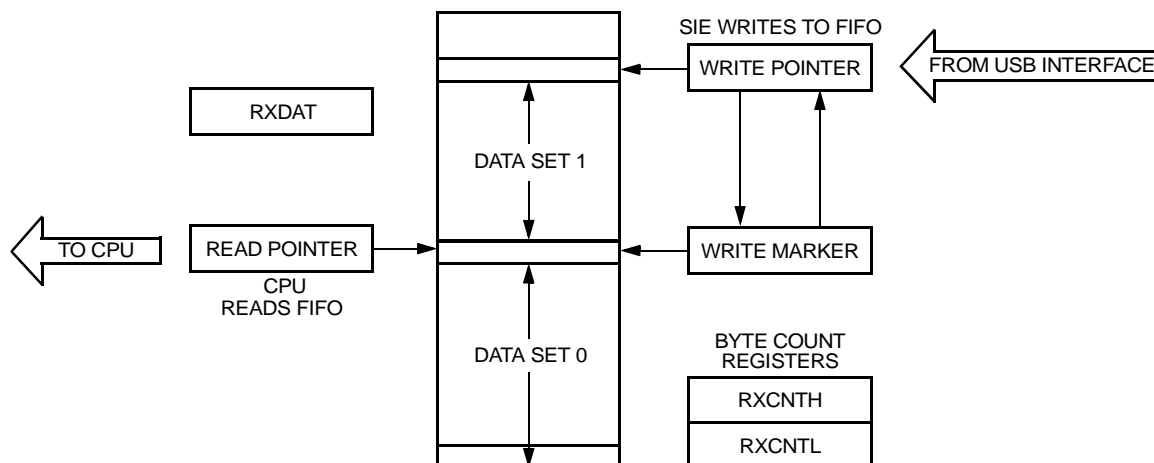 SIE WRITES TO FIFO
WRITE POINTER
FROM USB INTERFACE
RXDAT
DATA SET 1
TO CPU
READ POINTER
WRITE MARKER
CPU
READS FIFO
DATA SET 0
BYTE COUNT
REGISTERS
RXCNTH
RXCNTL